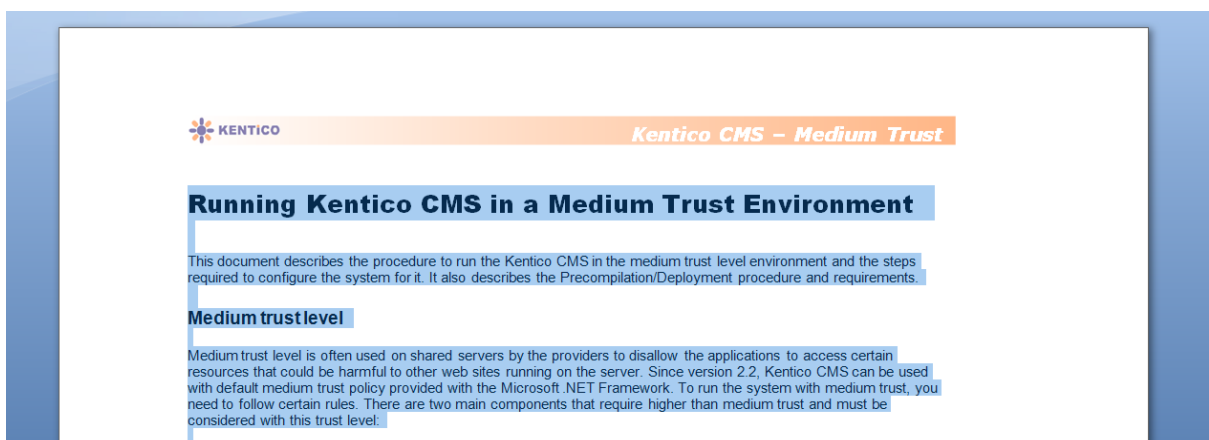 KENTICO
Kentico CMS – Medium Trust
Running Kentico CMS in a Medium Trust Environment
This document describes the procedure to run the Kentico CMS in the medium trust level environment and the steps
required to configure the system for it. It also describes the Precompilation/Deployment procedure and requirements.
Medium trust level
Medium trust level is often used on shared servers by the providers to disallow the applications to access certain
resources that could be harmful to other web sites running on the server. Since version 2.2, Kentico CMS can be used
with default medium trust policy provided with the Microsoft .NET Framework. To run the system with medium trust, you
need to follow certain rules. There are two main components that require higher than medium trust and must be
considered with this trust level: